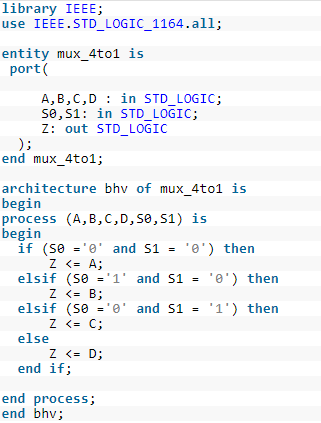 library IEEE;
use IEEE.STD_LOGIC_1164.all;

entity mux_4to1 is
 port(

     A,B,C,D : in STD_LOGIC;
     S0,S1: in STD_LOGIC;
     Z: out STD_LOGIC
  );
end mux_4to1;

architecture bhv of mux_4to1 is
begin
process (A,B,C,D,S0,S1) is
begin
  if (S0 ='0' and S1 = '0') then
      Z <= A;
  elsif (S0 ='1' and S1 = '0') then
      Z <= B;
  elsif (S0 ='0' and S1 = '1') then
      Z <= C;
  else
      Z <= D;
  end if;

end process;
end bhv;